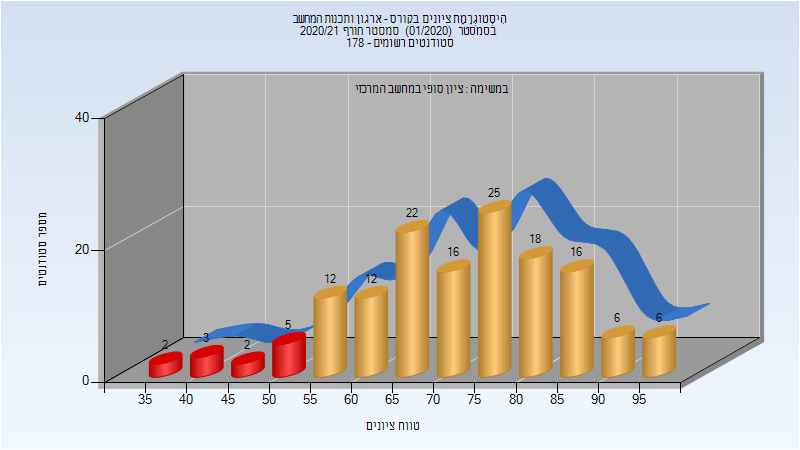 היסטוגרמת ציונים בקורס - ארגון ותכנות המחשב
בסמסטר (01/2020) סמסטר חורף 2020/21
סטודנטים רשומים - 178
במשימה : ציון סופי במחשב המרכזי
מספר סטודנטים
40
20
0
2
3
2
5
12
12
22
16
25
18
16
6
6
35 40 45 50 55 60 65 70 75 80 85 90 95
טווח ציונים